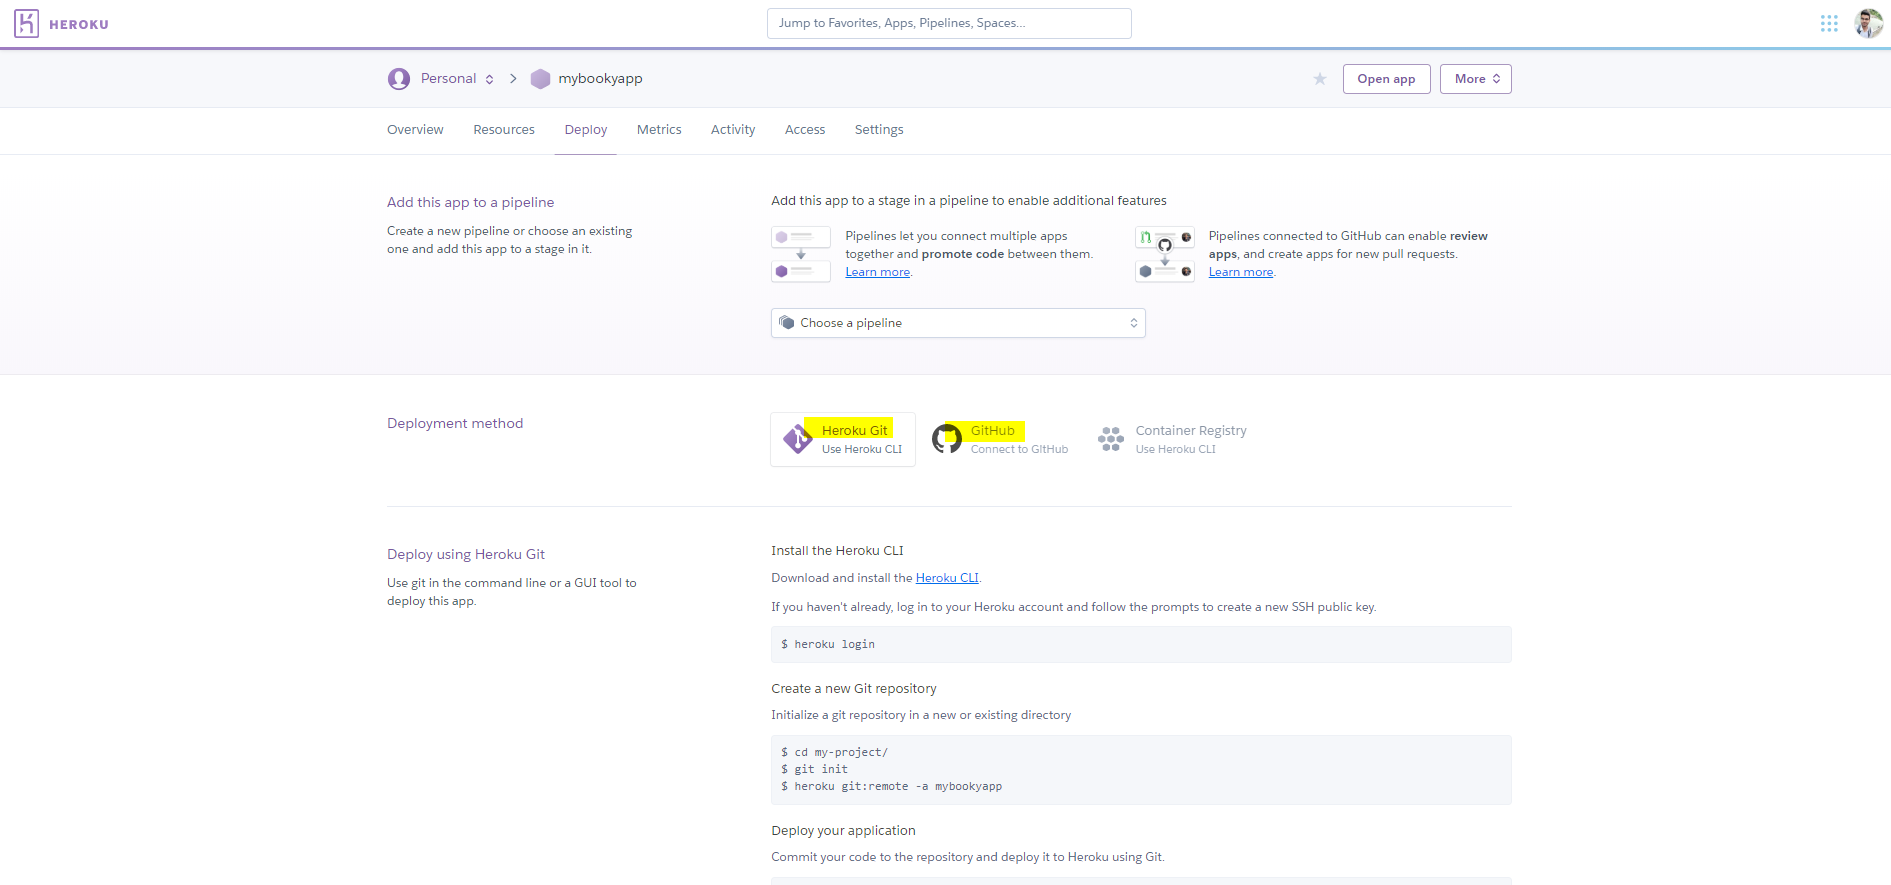 HEROKU
Jump to Favorites, Apps, Pipelines, Spaces...
Personal
mybookyapp
Open app
More
Overview
Resources
Deploy
Metrics
Activity
Access
Settings
Add this app to a pipeline
Create a new pipeline or choose an existing
one and add this app to a stage in it.
Add this app to a stage in a pipeline to enable additional features
Pipelines let you connect multiple apps
together and promote code between them.
Learn more.
Pipelines connected to GitHub can enable review
apps, and create apps for new pull requests.
Learn more.
Choose a pipeline
Deployment method
Heroku Git
Use Heroku CLI
GitHub
Connect to GitHub
Container Registry
Use Heroku CLI
Deploy using Heroku Git
Use git in the command line or a GUI tool to
deploy this app.
Install the Heroku CLI
Download and install the Heroku CLI.
If you haven't already, log in to your Heroku account and follow the prompts to create a new SSH public key.
$ heroku login
Create a new Git repository
Initialize a git repository in a new or existing directory
$ cd my-project/
$ git init
$ heroku git:remote -a mybookyapp
Deploy your application
Commit your code to the repository and deploy it to Heroku using Git.